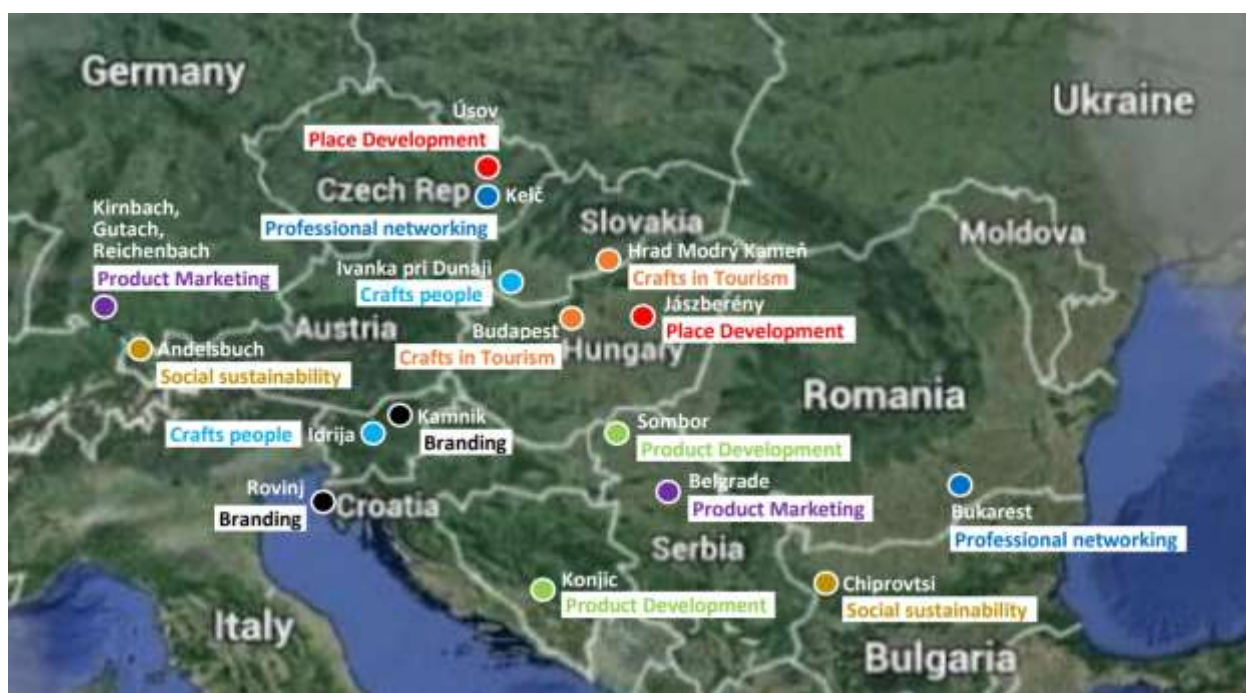 Germany
Ukraine
Úsov
Place Development
Czech Rep
Kelč
Professional networking
Kirnbach,
Gutach,
Reichenbach
Product Marketing
Slovakia
Moldova
Hrad Modrý Kameň
Crafts in Tourism
Ivanka pri Dunaji
Crafts people
Jászberény
Place Development
Austria
Budapest
Crafts in Tourism
Hungary
Andelsbuch
Social sustainability
Romania
Kamnik
Branding
Crafts people
Idrija
Sombor
Product Development
Belgrade
Product Marketing
Rovinj
Branding
Croatia
Bukarest
Professional networking
Serbia
Konjic
Product Development
Chiprovtsi
Social sustainability
Italy
Bulgaria